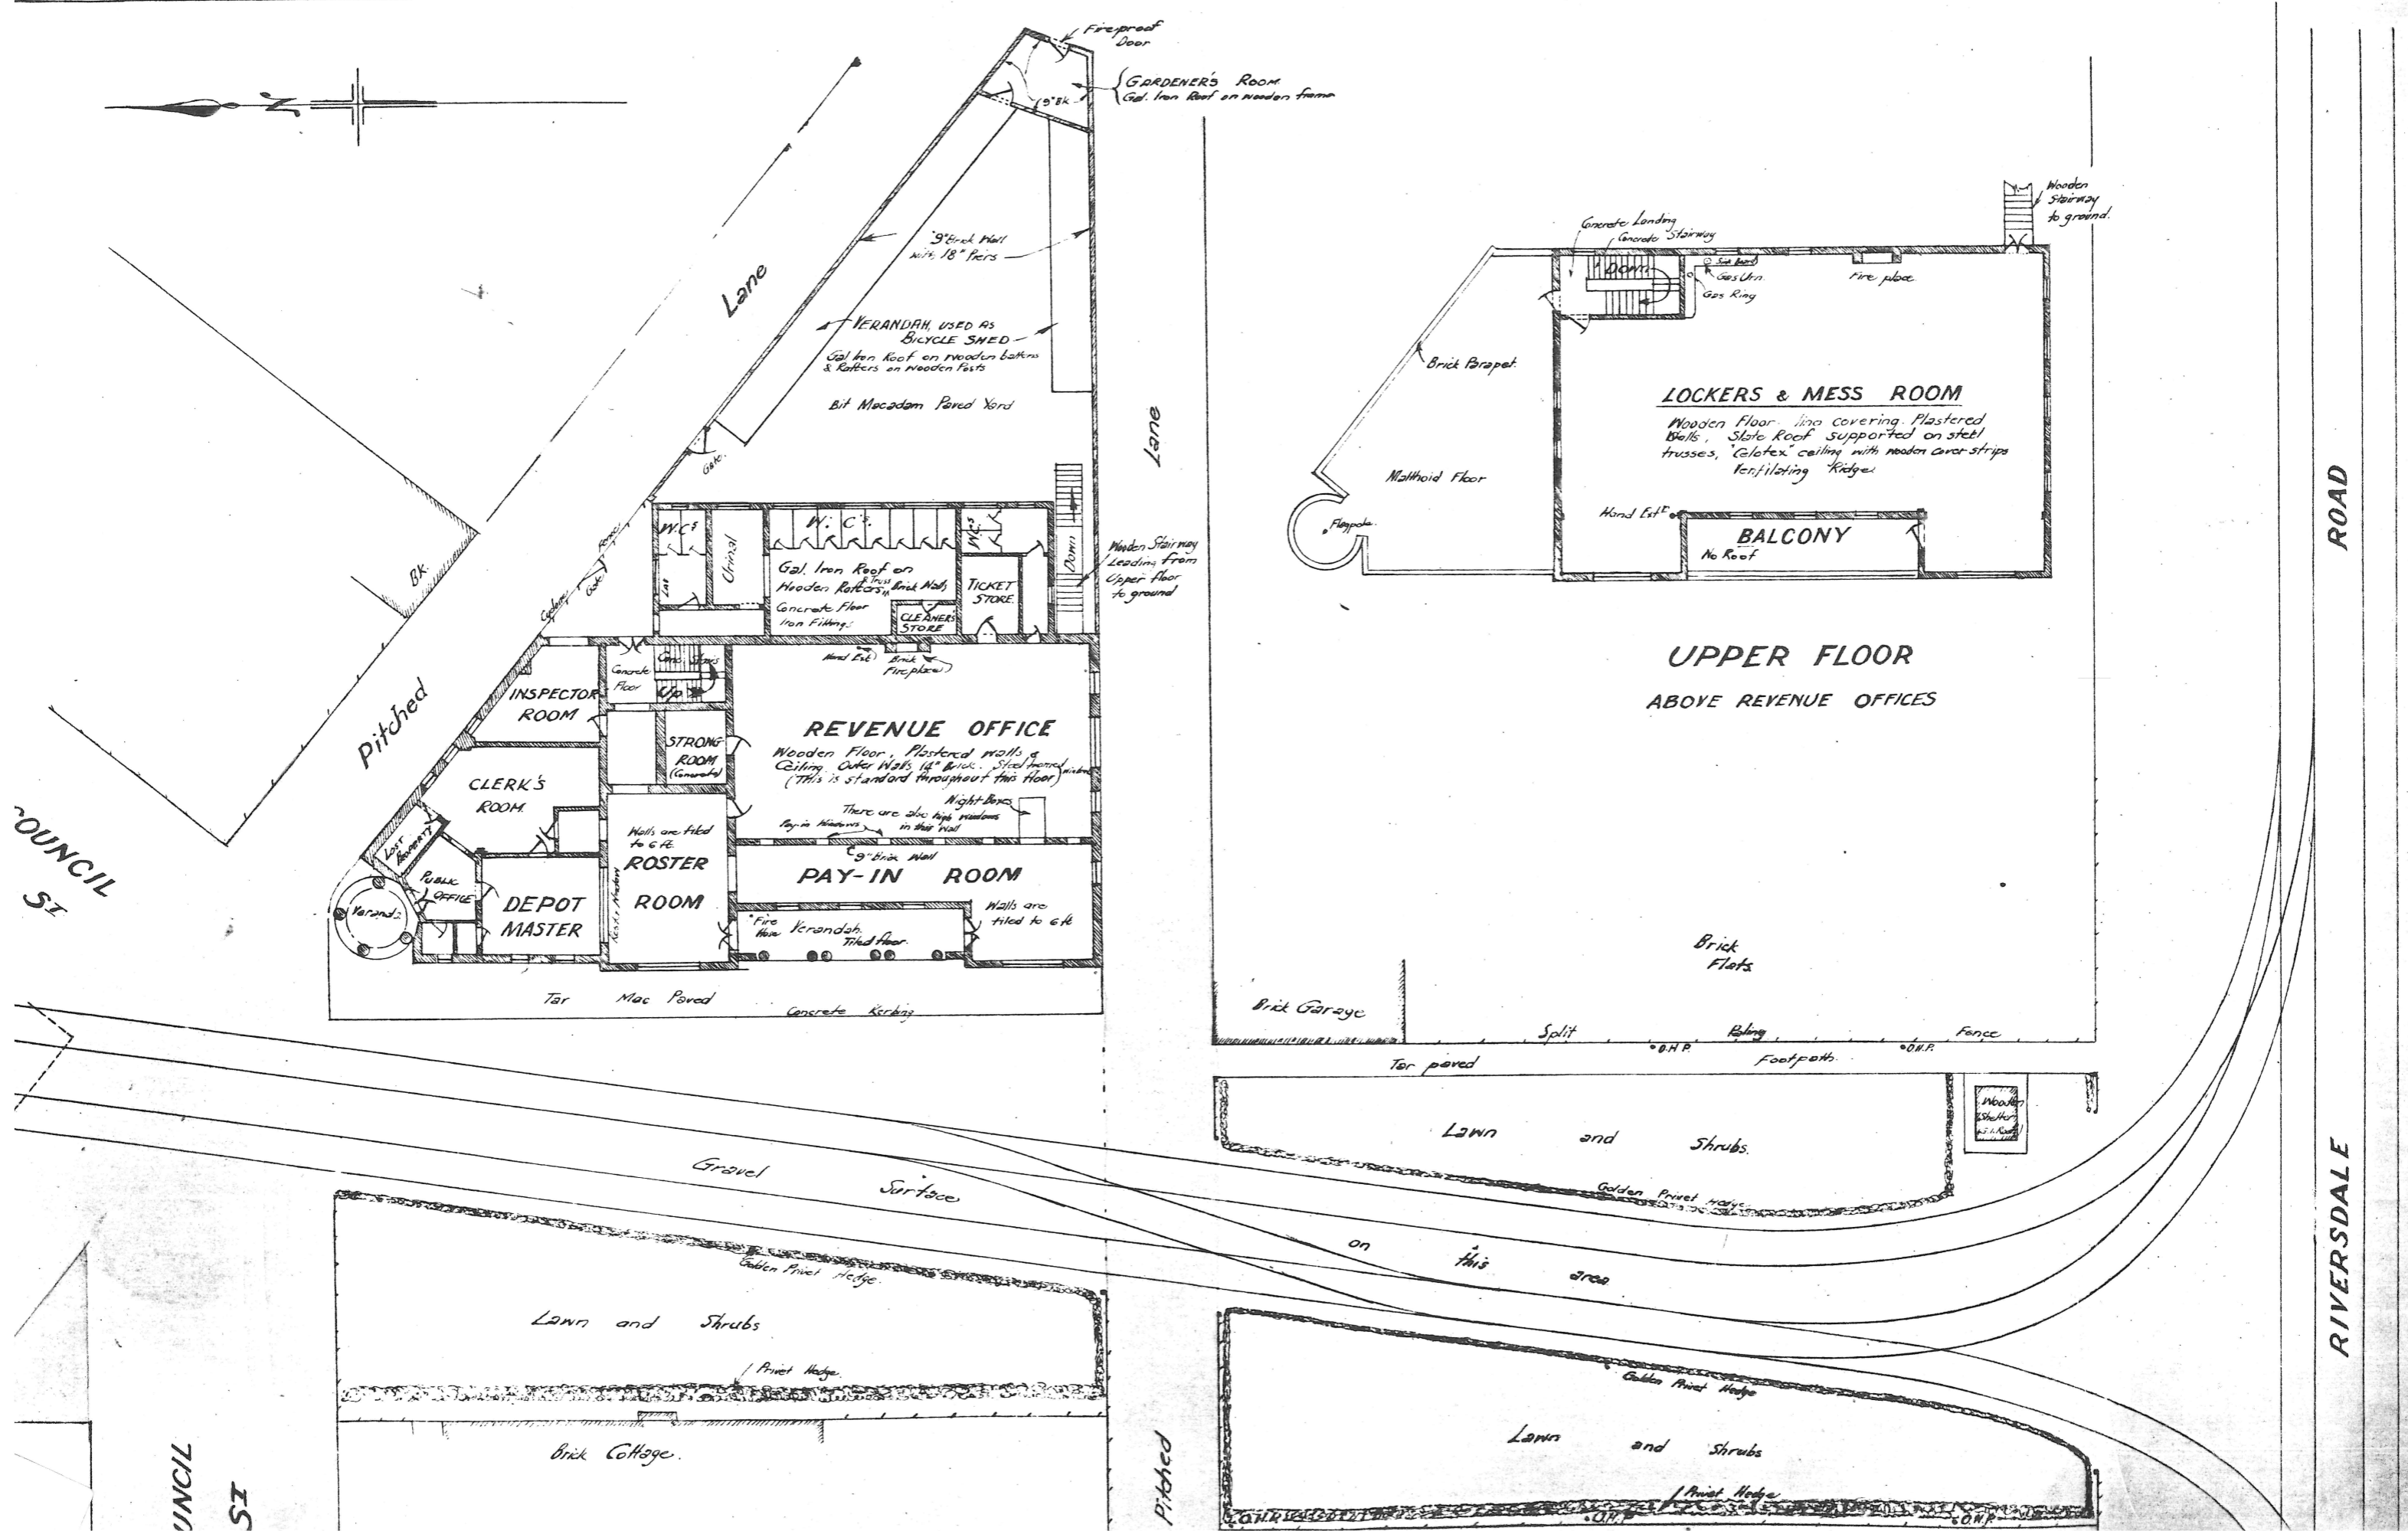 Fireproof
Door
GARDENER'S ROOM
Gal. Iron Roof on wooden frame
9" Bk.
N
9" Brick Wall
with 18" Piers
Lane
VERANDAH, USED AS
BICYCLE SHED
Gal. Iron Roof on wooden battens
& Rafters on wooden Posts
Bit Macadam Paved Yard
Gate.
Lane
W.C's
Urinal
W. C's.
W.C's
Down
Gal. Iron Roof on
Wooden Rafters, & Truss Brick Walls,
Concrete Floor
Iron Fittings
CLEANERS
STORE
TICKET
STORE
Wooden Stairway
Leading from
Upper floor
to ground
Gate
Bk.
Pitched
INSPECTOR
ROOM
Concrete
Floor
Conc. Stairs
Up
Hand Ext.
Brick
Fireplace
STRONG
ROOM
(Concrete)
REVENUE OFFICE
Wooden Floor, Plastered walls &
Ceiling Outer Walls 14" Brick. Steel framed windows
(This is standard throughout this floor)
Night Boxes
There are also high windows
in this wall
Pay-in Windows
9" Brick Wall
CLERK'S
ROOM.
LOST
PROPERTY
PUBLIC
OFFICE
Verandah
DEPOT
MASTER
Walls are tiled
to 6 ft.
ROSTER
ROOM
PAY-IN ROOM
Walls are
tiled to 6 ft
Fire
Hose
Verandah.
Tiled floor.
COUNCIL
ST
Tar Mac Paved
Concrete Kerbing
Concrete Landing
Concrete Stairway
Down
Gas Urn.
Gas Ring
Fire place
Wooden
Stairway
to ground.
Brick Parapet.
Malthoid Floor
Flagpole.
LOCKERS & MESS ROOM
Wooden Floor lino covering. Plastered
Walls, Slate Roof supported on steel
trusses, "Celotex" ceiling with wooden cover strips
Ventilating Ridge
Hand Ext.
BALCONY
No Roof
UPPER FLOOR
ABOVE REVENUE OFFICES
ROAD
Brick
Flats.
Brick Garage
Split Paling Fence
O.H.P.
O.H.P.
Tar paved Footpath.
Wooden
Shelter
Lawn and Shrubs.
Golden Privet Hedge
Gravel Surface on this area
Golden Privet Hedge.
Lawn and Shrubs
Privet Hedge.
Brick Cottage.
Golden Privet Hedge
Lawn and Shrubs
Privet Hedge
O.H.P.
O.H.P.
Pitched
RIVERSDALE
UNCIL
ST